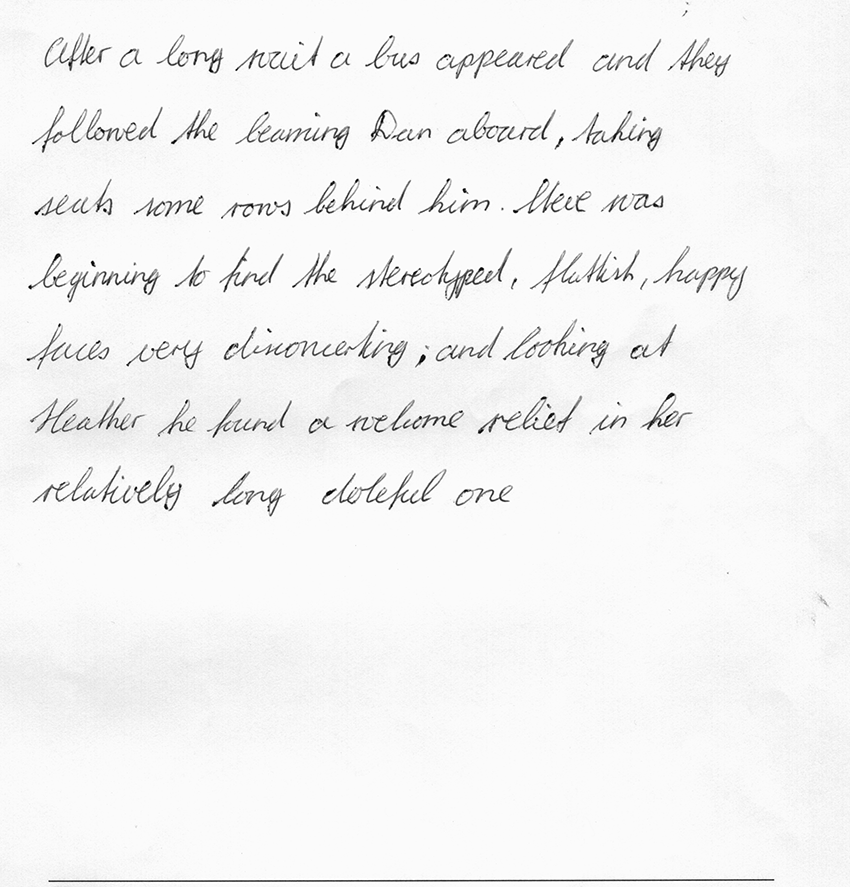 After a long wait a bus appeared and they
followed the beaming Dan aboard, taking
seats some rows behind him. was
beginning to find the stereotyped, flattish, happy
faces very disconcerting; and looking at
Heather he found a welcome relief in her
relatively long doleful one